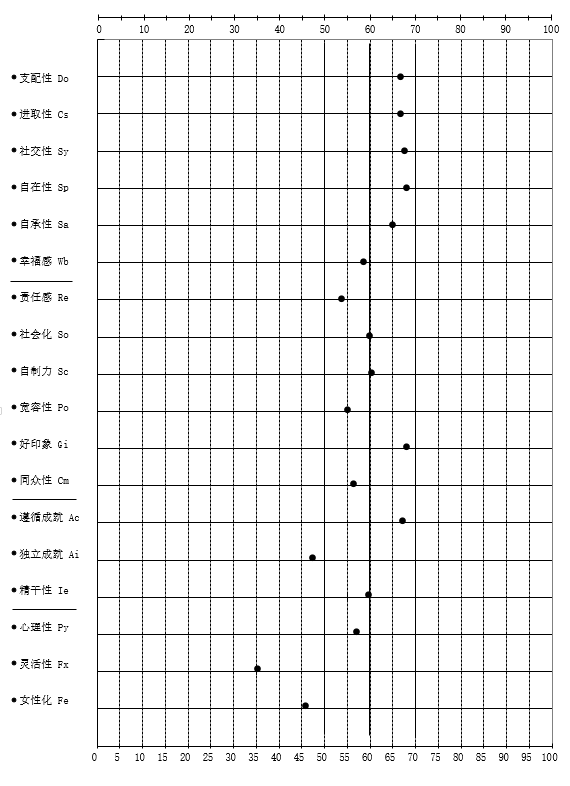 0 10 20 30 40 50 60 70 80 90 100
●支配性 Do
●进取性 Cs
●社交性 Sy
●自在性 Sp
●自承性 Sa
●幸福感 Wb
●责任感 Re
●社会化 So
●自制力 Sc
●宽容性 Po
●好印象 Gi
●同众性 Cm
●遵循成就 Ac
●独立成就 Ai
●精干性 Ie
●心理性 Py
●灵活性 Fx
●女性化 Fe
0 5 10 15 20 25 30 35 40 45 50 55 60 65 70 75 80 85 90 95 100